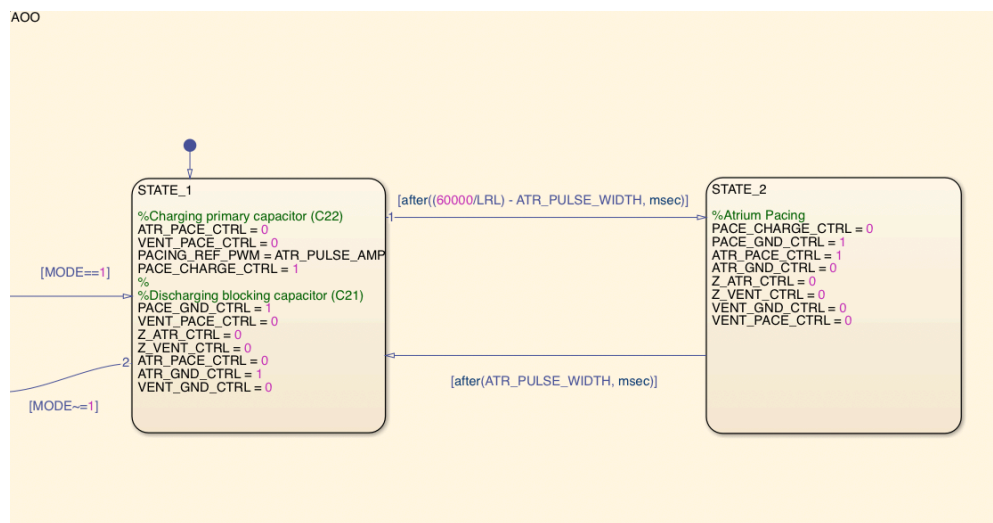 AOO
STATE_1
%Charging primary capacitor (C22)
ATR_PACE_CTRL = 0
VENT_PACE_CTRL = 0
PACING_REF_PWM = ATR_PULSE_AMP
PACE_CHARGE_CTRL = 1
%
%Discharging blocking capacitor (C21)
PACE_GND_CTRL = 1
VENT_PACE_CTRL = 0
Z_ATR_CTRL = 0
Z_VENT_CTRL = 0
ATR_PACE_CTRL = 0
ATR_GND_CTRL = 1
VENT_GND_CTRL = 0
[MODE==1]
2
[MODE~=1]
[after((60000/LRL) - ATR_PULSE_WIDTH, msec)]
1
[after(ATR_PULSE_WIDTH, msec)]
STATE_2
%Atrium Pacing
PACE_CHARGE_CTRL = 0
PACE_GND_CTRL = 1
ATR_PACE_CTRL = 1
ATR_GND_CTRL = 0
Z_ATR_CTRL = 0
Z_VENT_CTRL = 0
VENT_GND_CTRL = 0
VENT_PACE_CTRL = 0